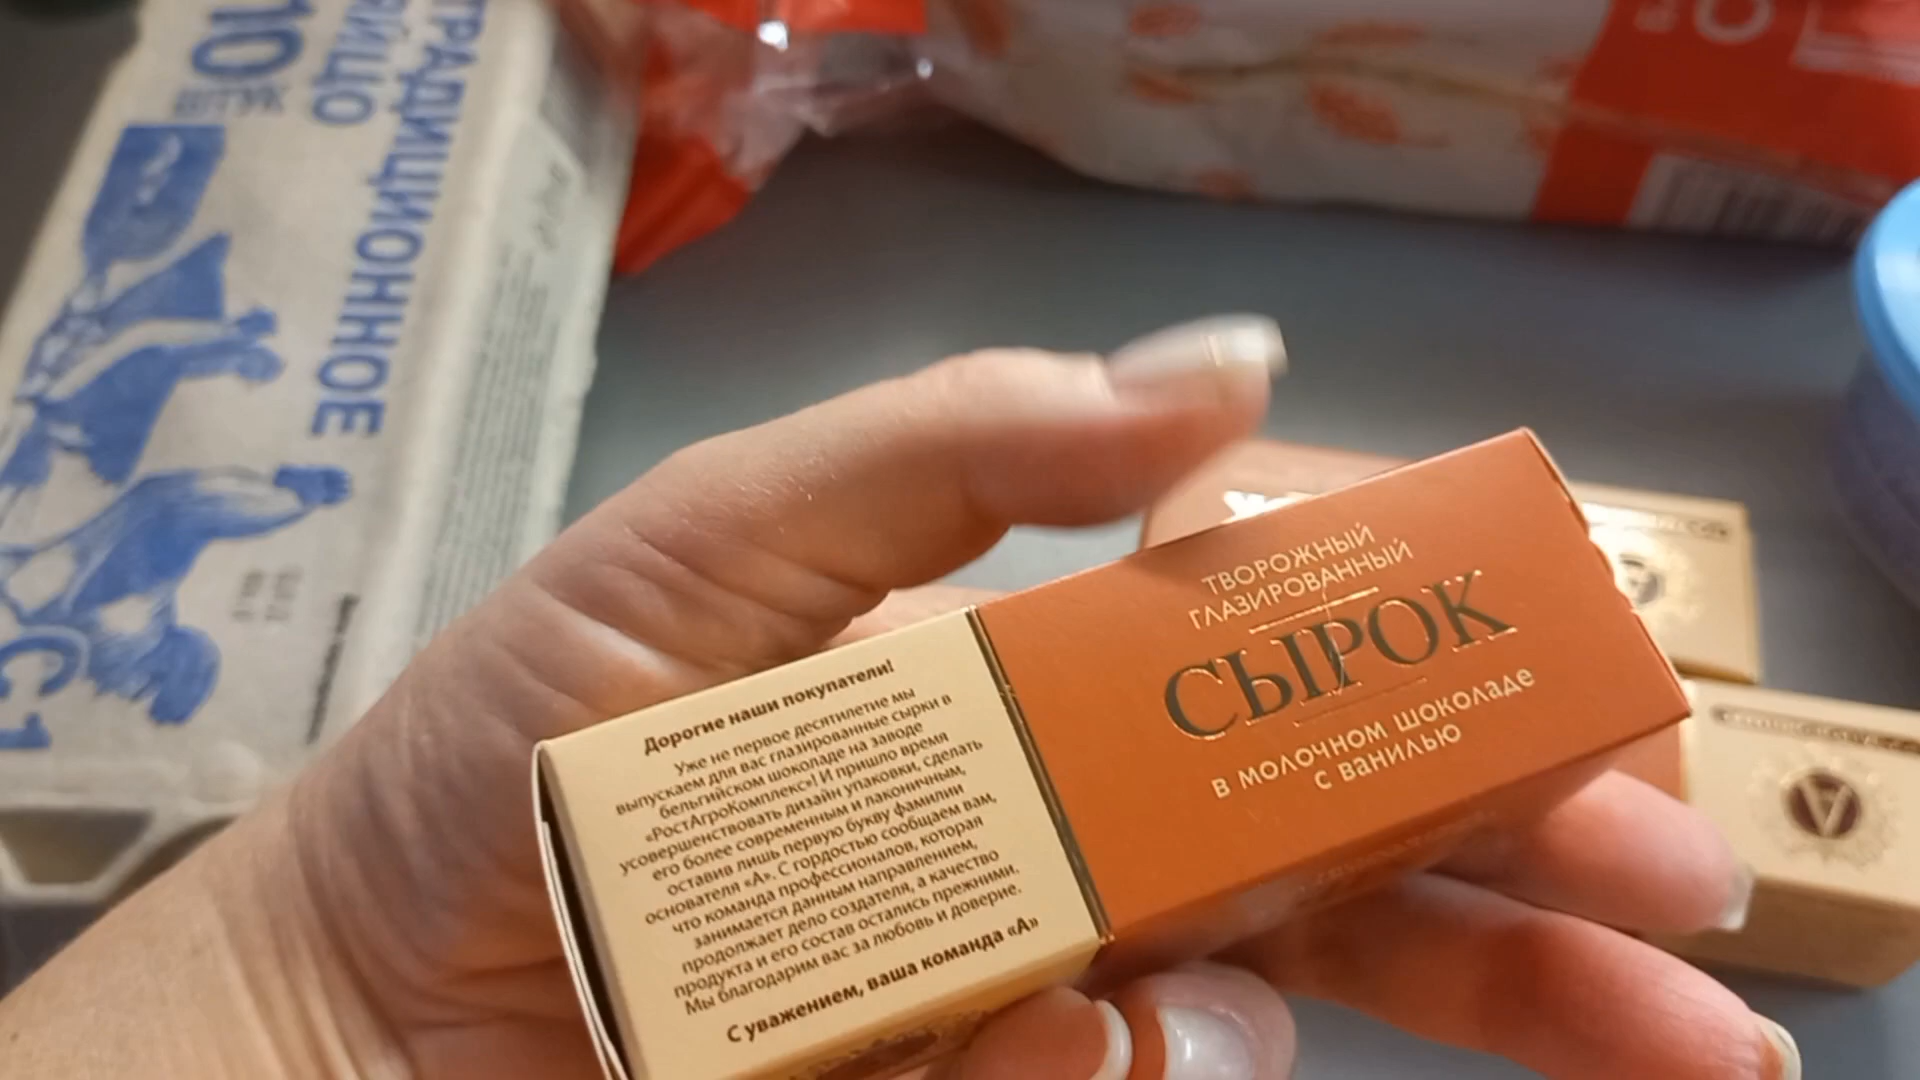 10
ШТУК
ЯЙЦО
ТРАДИЦИОННОЕ
С1
Дорогие наши покупатели!
Уже не первое десятилетие мы
выпускаем для вас глазированные сырки в
бельгийском шоколаде на заводе
«РостАгроКомплекс»! И пришло время
усовершенствовать дизайн упаковки, сделать
его более современным и лаконичным,
оставив лишь первую букву фамилии
основателя «А». С гордостью сообщаем вам,
что команда профессионалов, которая
занимается данным направлением,
продолжает дело создателя, а качество
продукта и его состав остались прежними.
Мы благодарим вас за любовь и доверие.
С уважением, ваша команда «А»
ТВОРОЖНЫЙ
ГЛАЗИРОВАННЫЙ
СЫРОК
В МОЛОЧНОМ ШОКОЛАДЕ
С ВАНИЛЬЮ
А